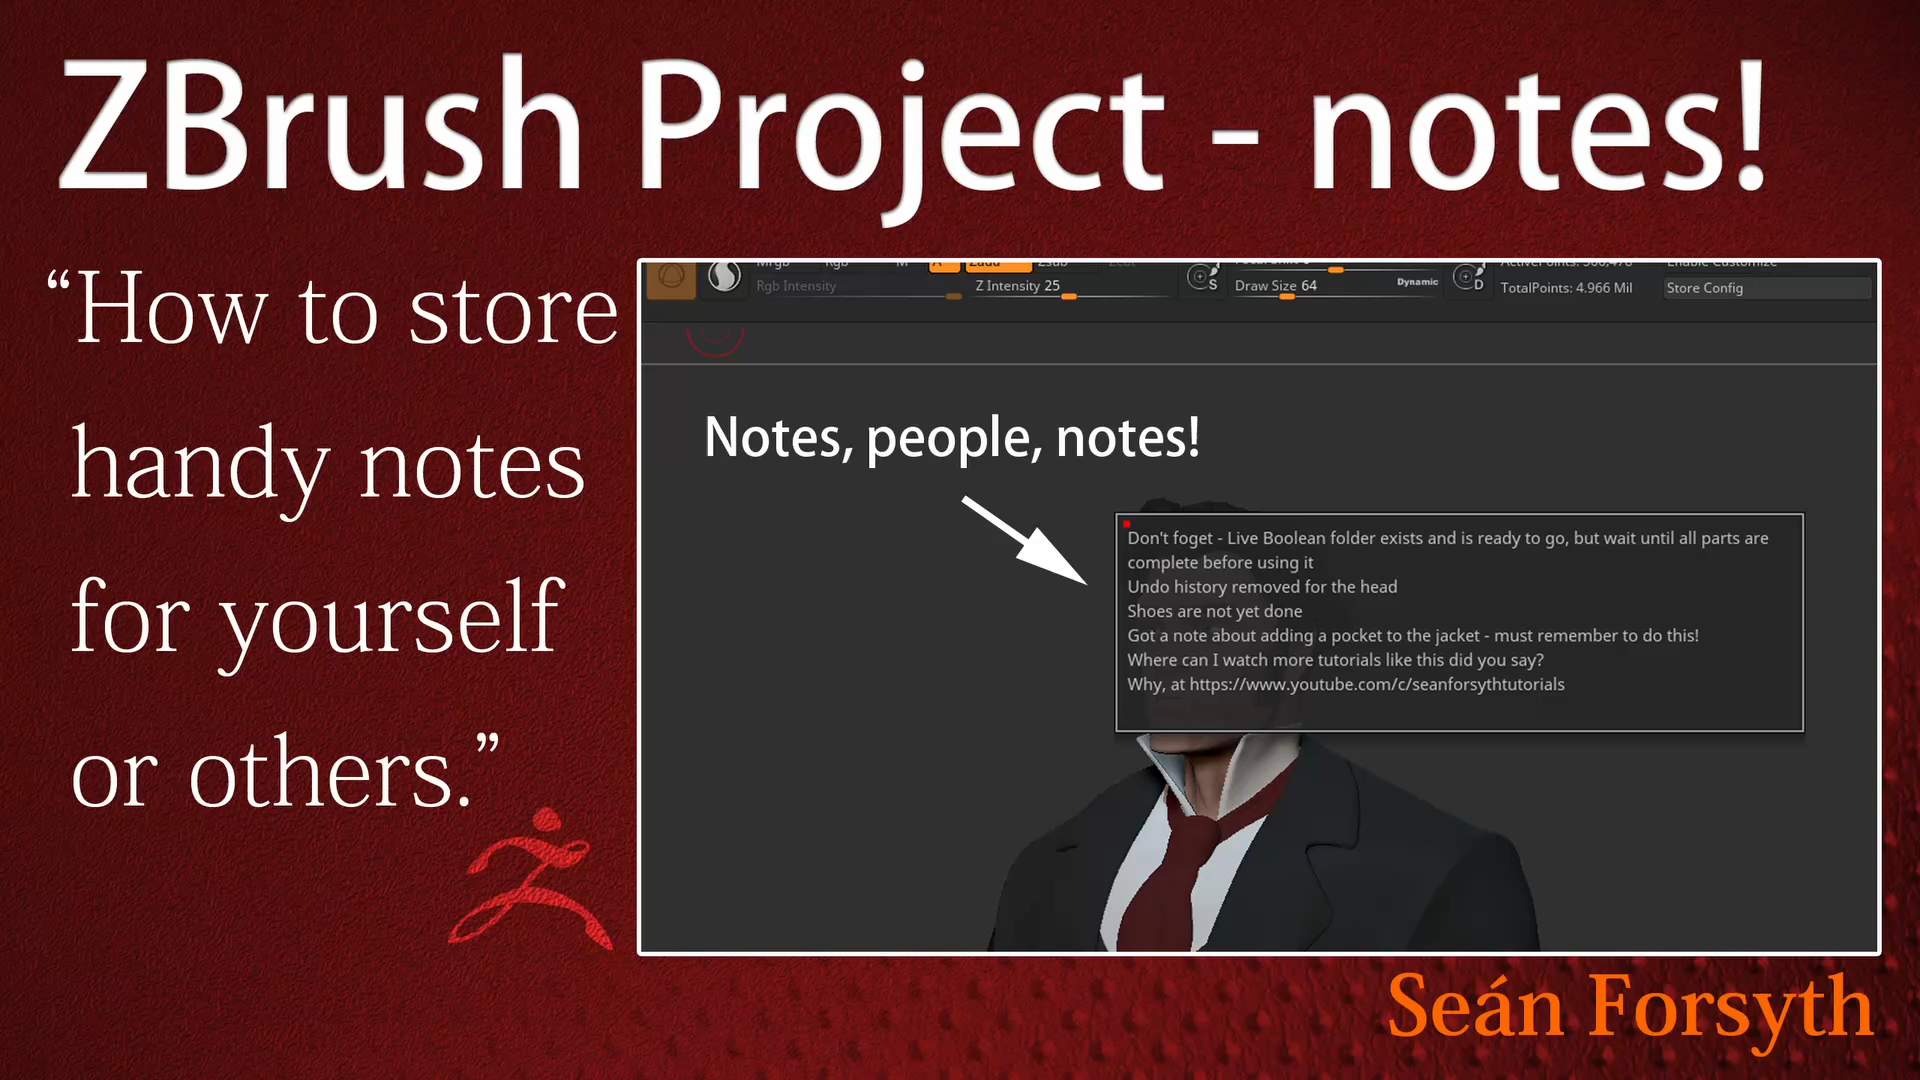 ZBrush Project - notes!
“How to store
handy notes
for yourself
or others.”
Rgb Intensity
Z Intensity 25
S
Draw Size 64
Dynamic
D
TotalPoints: 4.966 Mil
Store Config
Notes, people, notes!
Don't foget - Live Boolean folder exists and is ready to go, but wait until all parts are
complete before using it
Undo history removed for the head
Shoes are not yet done
Got a note about adding a pocket to the jacket - must remember to do this!
Where can I watch more tutorials like this did you say?
Why, at https://www.youtube.com/c/seanforsythtutorials
Seán Forsyth